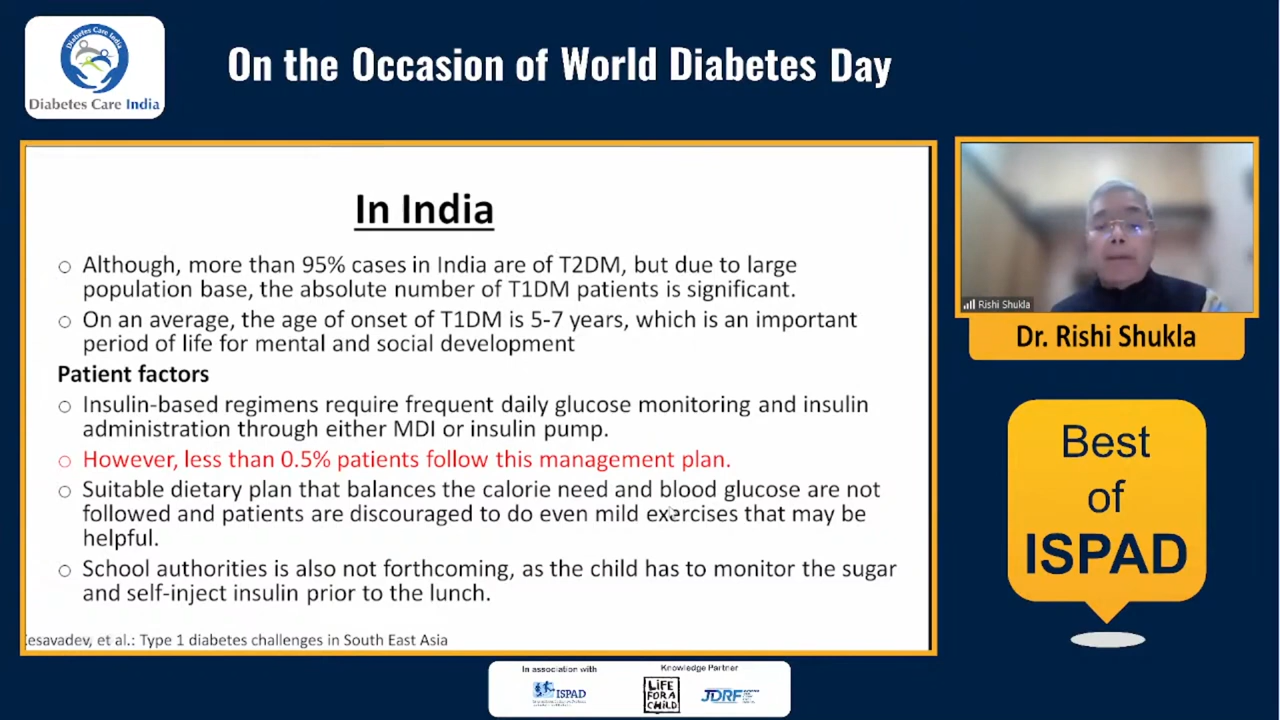 Diabetes Care India
Diabetes Care India
On the Occasion of World Diabetes Day
In India
○ Although, more than 95% cases in India are of T2DM, but due to large
population base, the absolute number of T1DM patients is significant.
○ On an average, the age of onset of T1DM is 5-7 years, which is an important
period of life for mental and social development
Patient factors
○ Insulin-based regimens require frequent daily glucose monitoring and insulin
administration through either MDI or insulin pump.
○ However, less than 0.5% patients follow this management plan.
○ Suitable dietary plan that balances the calorie need and blood glucose are not
followed and patients are discouraged to do even mild exercises that may be
helpful.
○ School authorities is also not forthcoming, as the child has to monitor the sugar
and self-inject insulin prior to the lunch.
esavadev, et al.: Type 1 diabetes challenges in South East Asia
Rishi Shukla
Dr. Rishi Shukla
Best
of
ISPAD
In association with
ISPAD
Knowledge Partner
LiFE
FOR A
CHiLD
JDRF